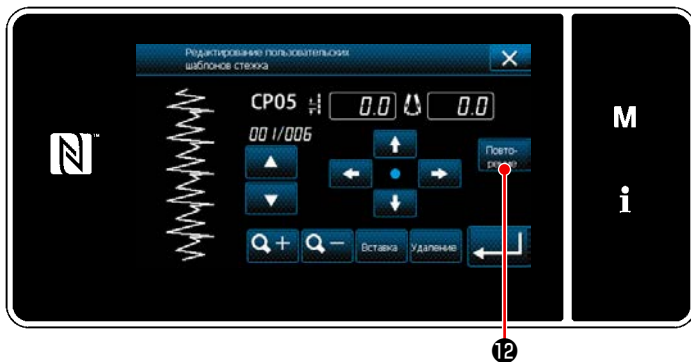 Редактирование пользовательских
шаблонов стежка
CP05 0.0 0.0
001/006
Повто-
рение
Вставка Удаление
M
i
N
⓬